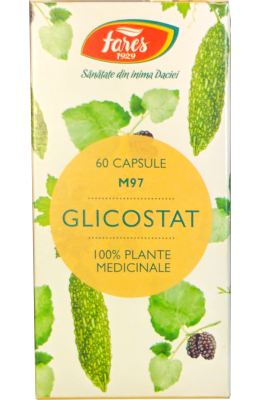 fares
1929
Sănătate din inima Daciei
60 CAPSULE
M97
GLICOSTAT
100% PLANTE
MEDICINALE